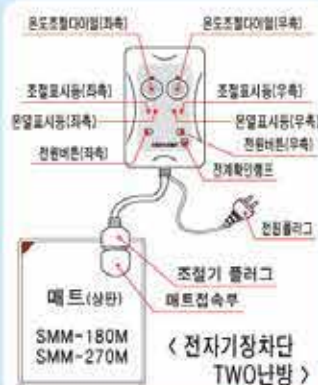 온도조절다이얼(좌측) 온도조절다이얼(우측)
조절표시등(좌측) 조절표시등(우측)
온열표시등(좌측) 온열표시등(우측)
전원버튼(좌측) 전원버튼(우측)
전계확인램프
전원플러그
조절기 플러그
매트(상판) 매트접속부
SMM-180M
SMM-270M
< 전자기장차단
TWO난방 >